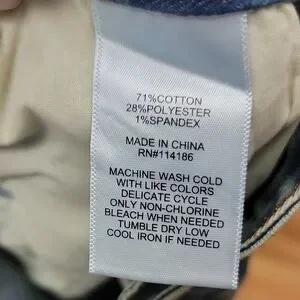 71%COTTON
28%POLYESTER
1%SPANDEX
MADE IN CHINA
RN#114186
MACHINE WASH COLD
WITH LIKE COLORS
DELICATE CYCLE
ONLY NON-CHLORINE
BLEACH WHEN NEEDED
TUMBLE DRY LOW
COOL IRON IF NEEDED